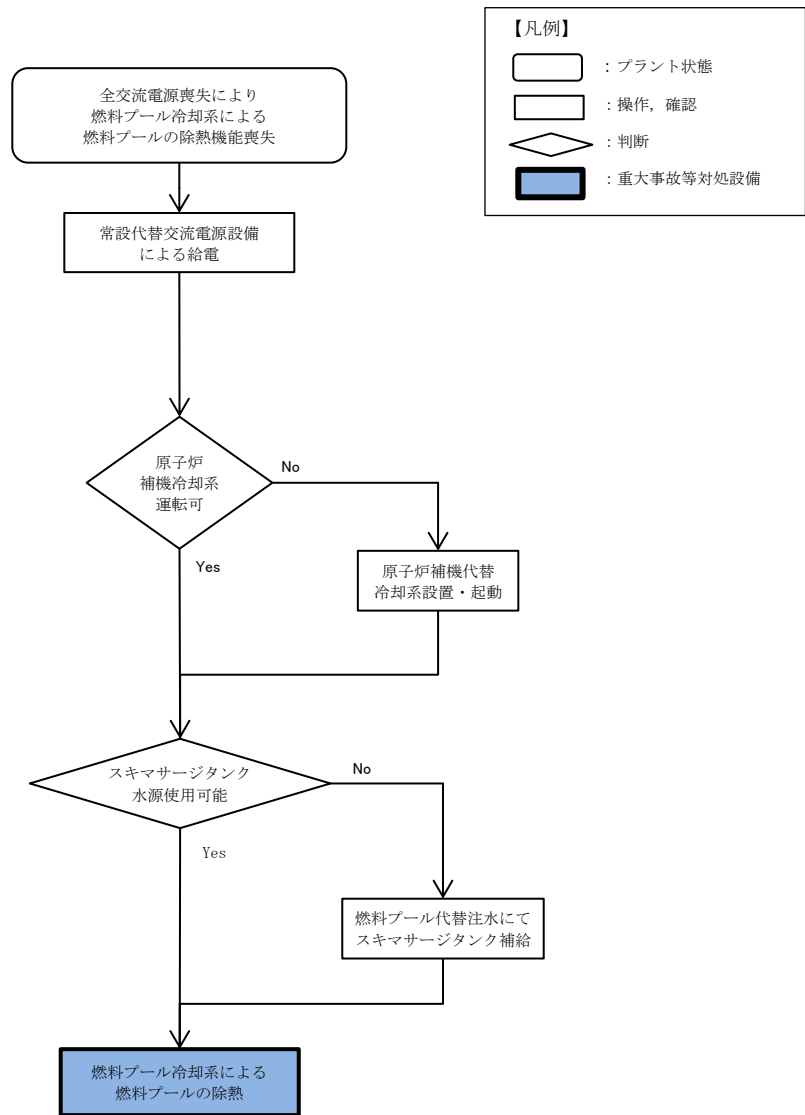 【凡例】
：プラント状態
：操作，確認
：判断
：重大事故等対処設備
全交流電源喪失により
燃料プール冷却系による
燃料プールの除熱機能喪失
常設代替交流電源設備
による給電
原子炉
補機冷却系
運転可
No
Yes
原子炉補機代替
冷却系設置・起動
スキマサージタンク
水源使用可能
No
Yes
燃料プール代替注水にて
スキマサージタンク補給
燃料プール冷却系による
燃料プールの除熱